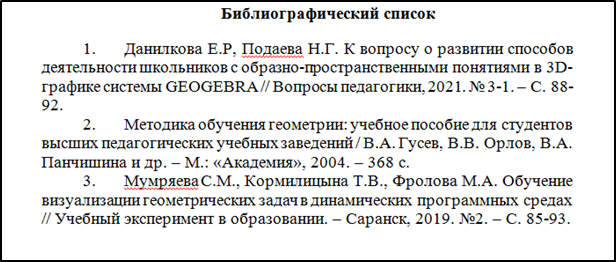 Библиографический список
1. Данилкова Е.Р, Подаева Н.Г. К вопросу о развитии способов
деятельности школьников с образно-пространственными понятиями в 3D-
графике системы GEOGEBRA // Вопросы педагогики, 2021. № 3-1. – С. 88-
92.
2. Методика обучения геометрии: учебное пособие для студентов
высших педагогических учебных заведений / В.А. Гусев, В.В. Орлов, В.А.
Панчишина и др. – М.: «Академия», 2004. – 368 с.
3. Мумряева С.М., Кормилицына Т.В., Фролова М.А. Обучение
визуализации геометрических задач в динамических программных средах
// Учебный эксперимент в образовании. – Саранск, 2019. №2. – С. 85-93.